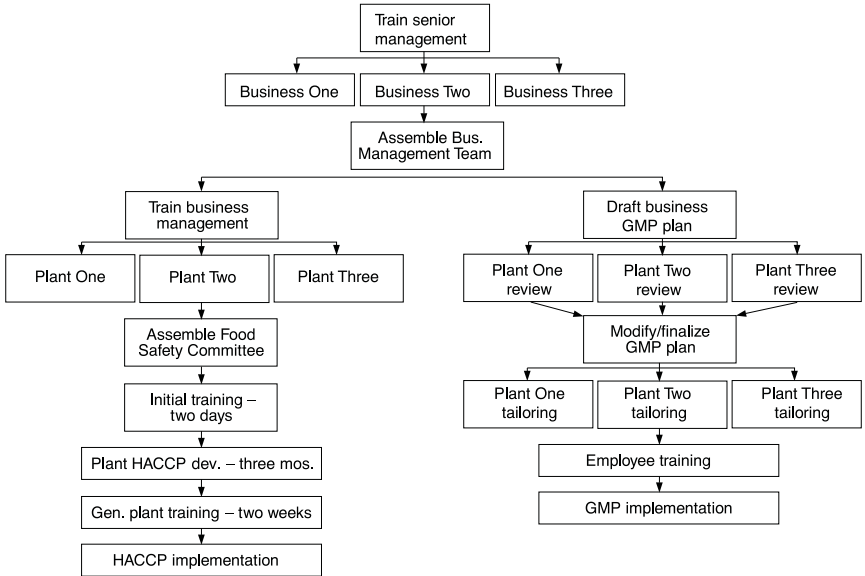 Train senior
management
Business One
Business Two
Business Three
Assemble Bus.
Management Team
Train business
management
Draft business
GMP plan
Plant One
Plant Two
Plant Three
Plant One
review
Plant Two
review
Plant Three
review
Assemble Food
Safety Committee
Modify/finalize
GMP plan
Initial training –
two days
Plant One
tailoring
Plant Two
tailoring
Plant Three
tailoring
Plant HACCP dev. – three mos.
Employee training
Gen. plant training – two weeks
GMP implementation
HACCP implementation